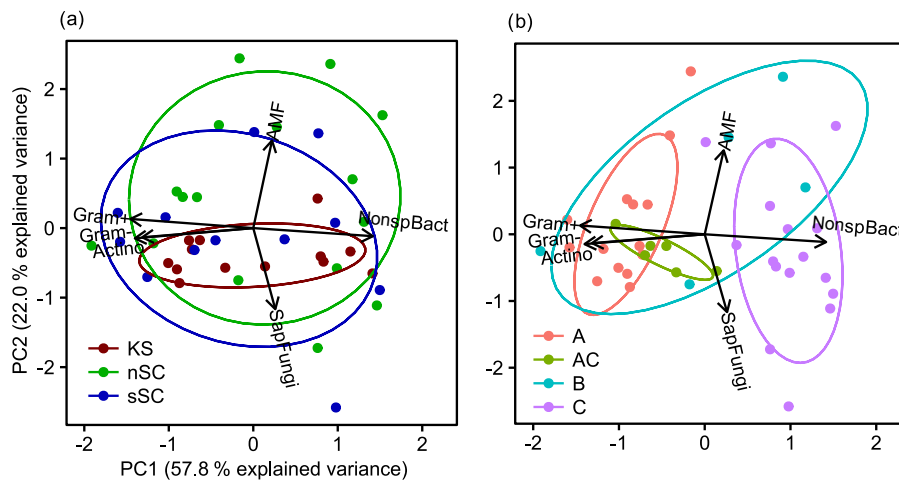 (a)
PC2 (22.0 % explained variance)
2
1
0
-1
-2
AMF
Gram+
Gram-
Actino
NonspBact
SapFungi
KS
nSC
sSC
-2 -1 0 1 2
PC1 (57.8 % explained variance)
(b)
2
1
0
-1
-2
AMF
Gram+
Gram-
Actino
NonspBact
SapFungi
A
AC
B
C
-2 -1 0 1 2